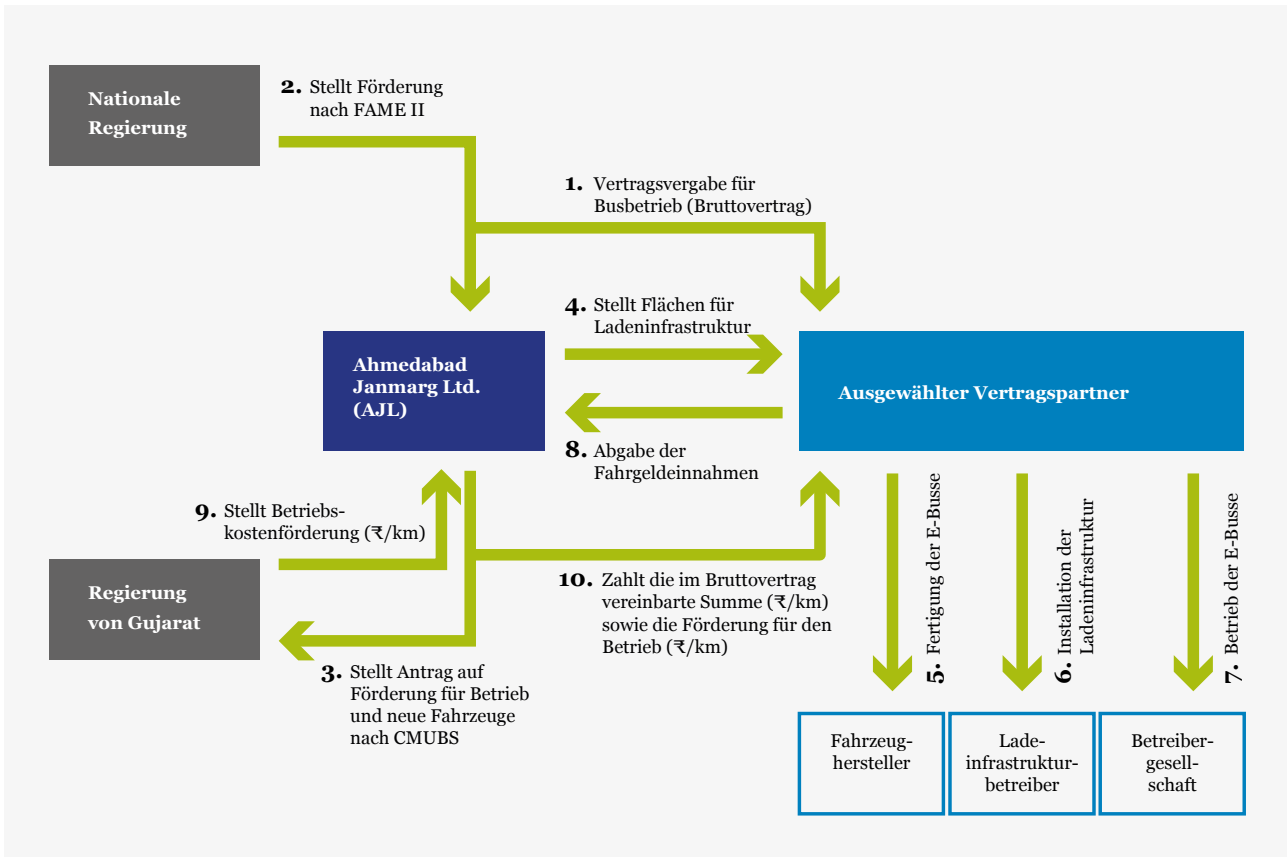 Nationale
Regierung
2. Stellt Förderung
nach FAME II
1. Vertragsvergabe für
Busbetrieb (Bruttovertrag)
4. Stellt Flächen für
Ladeninfrastruktur
Ahmedabad
Janmarg Ltd.
(AJL)
Ausgewählter Vertragspartner
8. Abgabe der
Fahrgeldeinnahmen
9. Stellt Betriebs-
kostenförderung (₹/km)
Regierung
von Gujarat
10. Zahlt die im Bruttovertrag
vereinbarte Summe (₹/km)
sowie die Förderung für den
Betrieb (₹/km)
3. Stellt Antrag auf
Förderung für Betrieb
und neue Fahrzeuge
nach CMUBS
5. Fertigung der E-Busse
6. Installation der
Ladeninfrastruktur
7. Betrieb der E-Busse
Fahrzeug-
hersteller
Lade-
infrastruktur-
betreiber
Betreiber-
gesell-
schaft